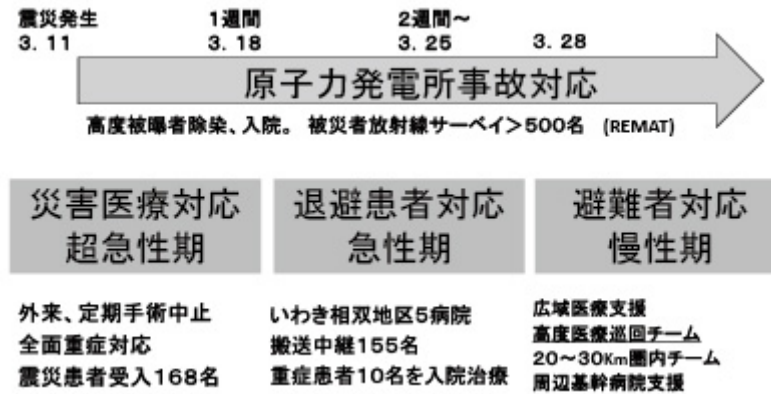 震災発生 1週間 2週間～
3. 11 3. 18 3. 25 3. 28
原子力発電所事故対応
高度被曝者除染、入院。 被災者放射線サーベイ＞500名 (REMAT)
災害医療対応
超急性期
退避患者対応
急性期
避難者対応
慢性期
外来、定期手術中止
全面重症対応
震災患者受入168名
いわき相双地区5病院
搬送中継155名
重症患者10名を入院治療
広域医療支援
高度医療巡回チーム
20～30Km圏内チーム
周辺基幹病院支援